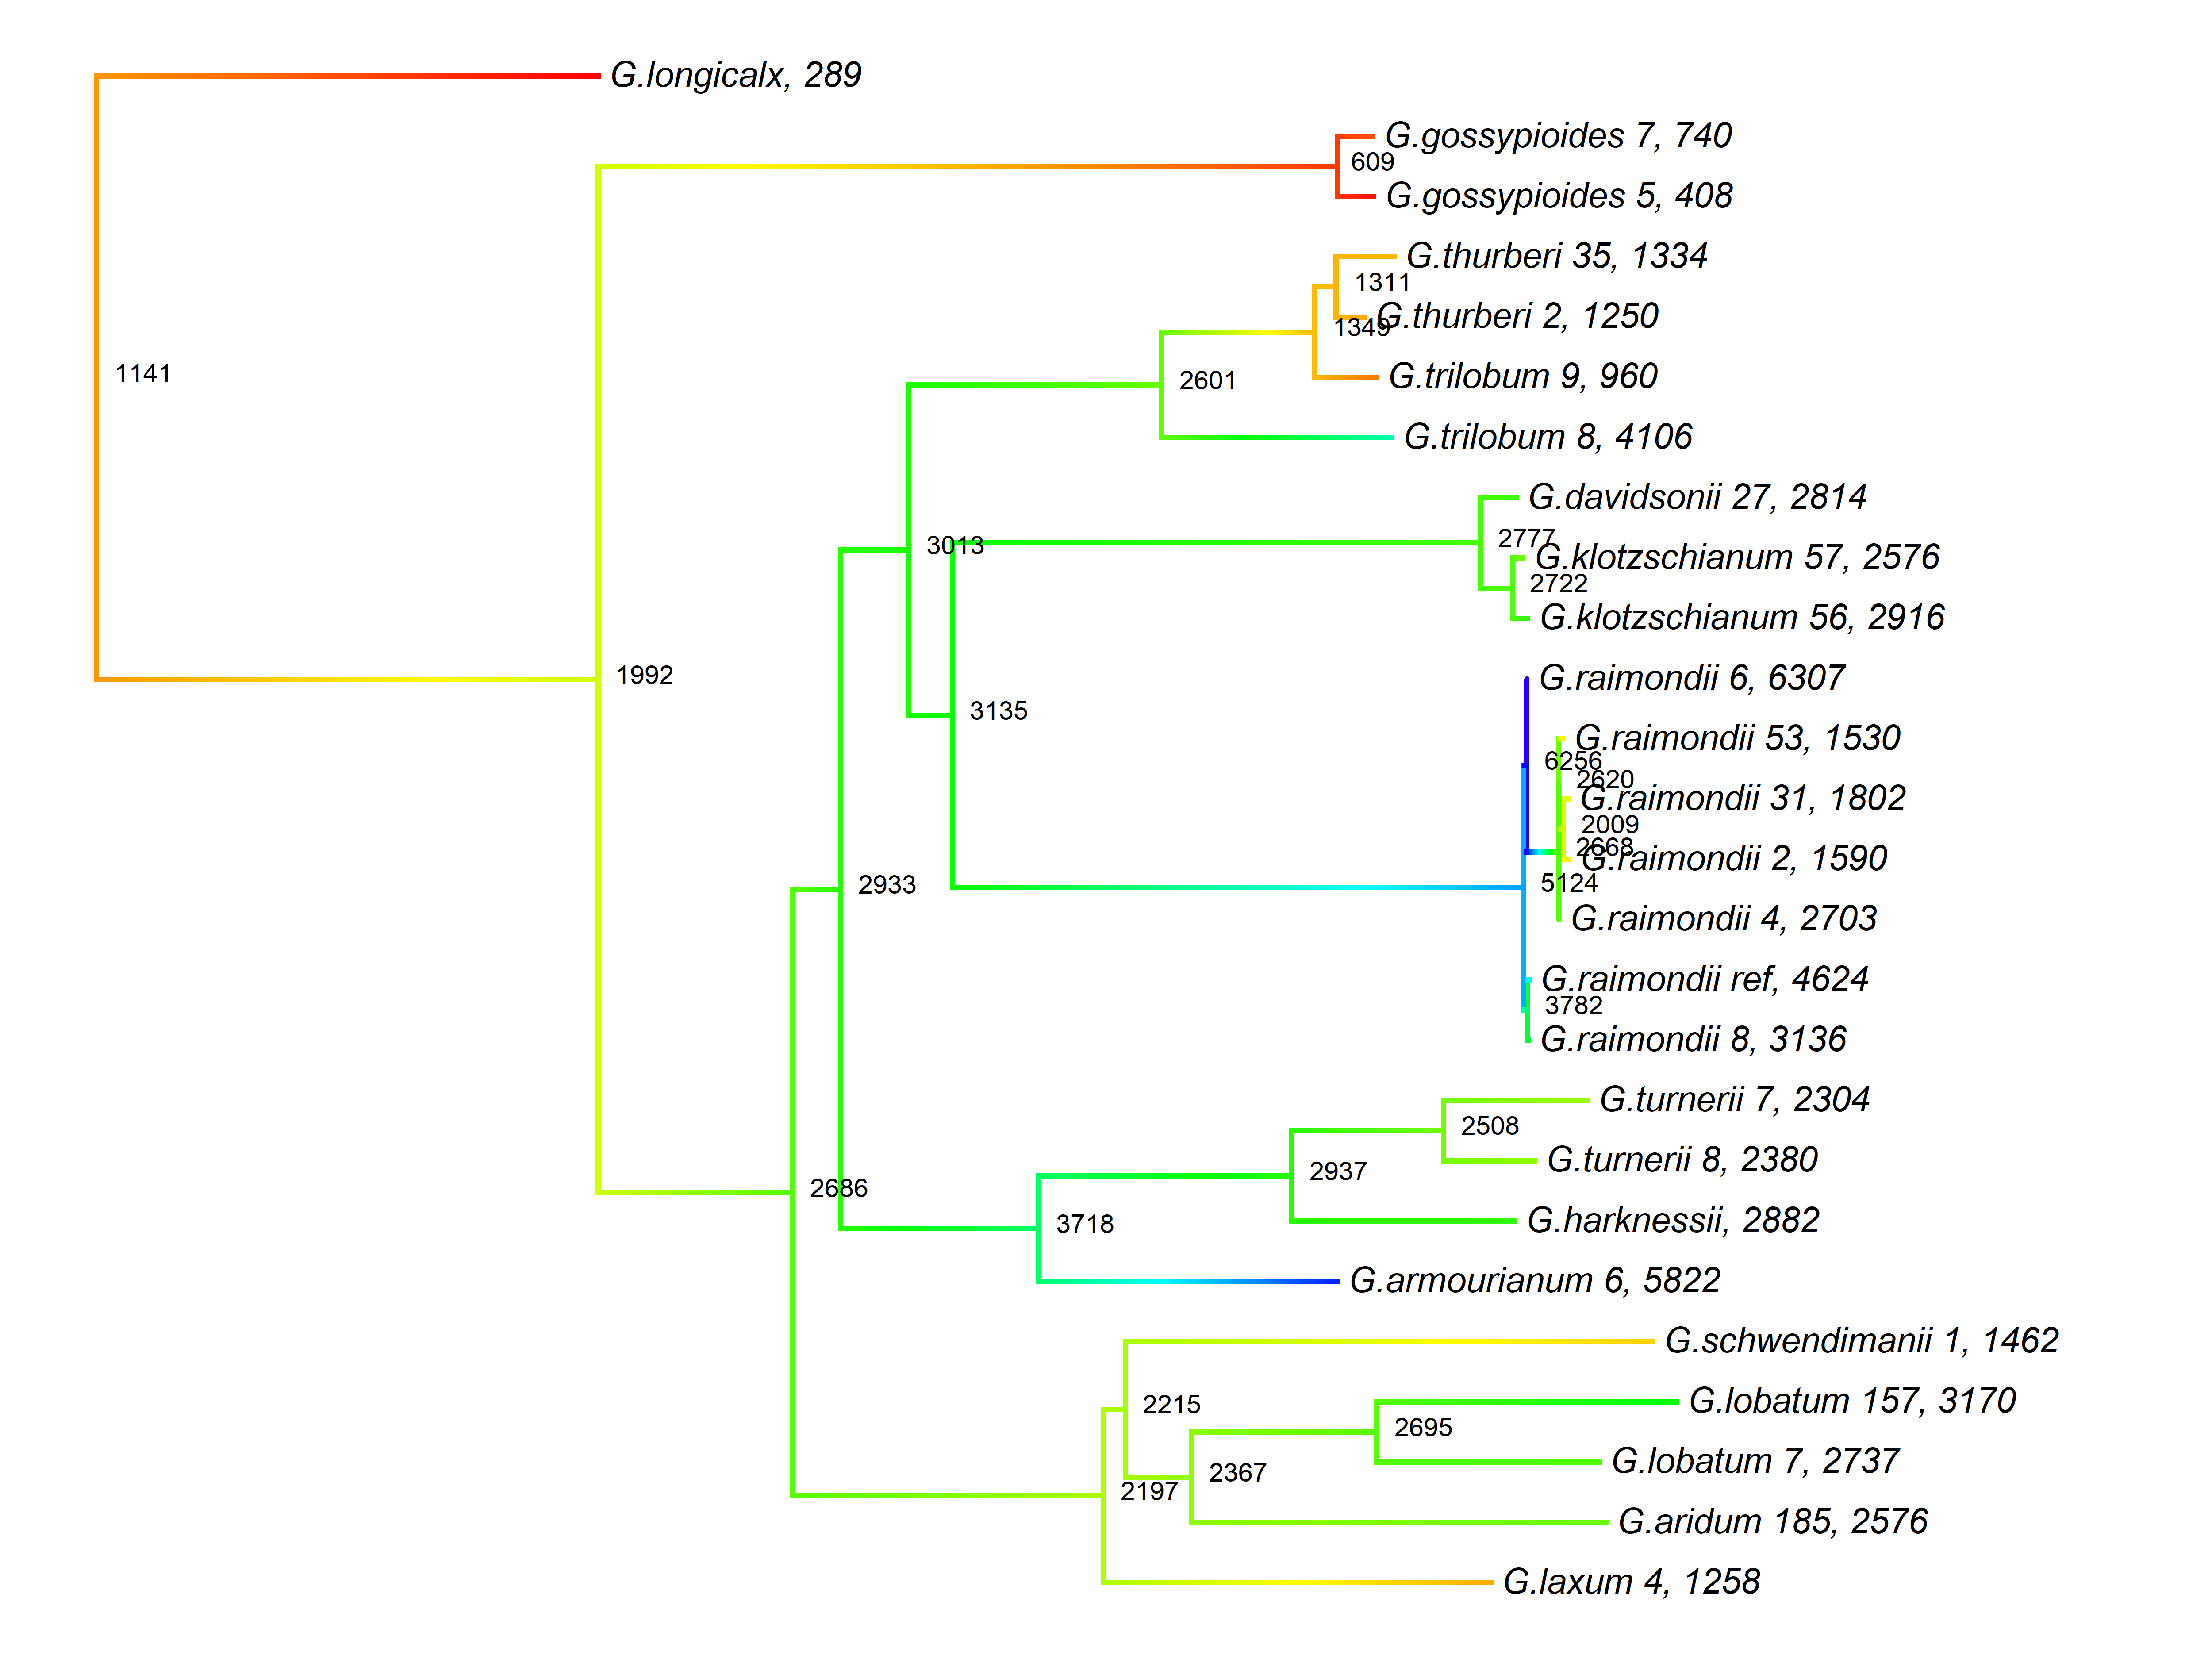 G.longicalx, 289
G.gossypioides 7, 740
609
G.gossypioides 5, 408
G.thurberi 35, 1334
1311
G.thurberi 2, 1250
1349
1141
G.trilobum 9, 960
2601
G.trilobum 8, 4106
G.davidsonii 27, 2814
2777
3013
G.klotzschianum 57, 2576
2722
G.klotzschianum 56, 2916
1992
G.raimondii 6, 6307
3135
G.raimondii 53, 1530
6256
2620
G.raimondii 31, 1802
2009
2668
G.raimondii 2, 1590
2933
5124
G.raimondii 4, 2703
G.raimondii ref, 4624
3782
G.raimondii 8, 3136
G.turnerii 7, 2304
2508
G.turnerii 8, 2380
2937
2686
G.harknessii, 2882
3718
G.armourianum 6, 5822
G.schwendimanii 1, 1462
G.lobatum 157, 3170
2215
2695
G.lobatum 7, 2737
2367
2197
G.aridum 185, 2576
G.laxum 4, 1258